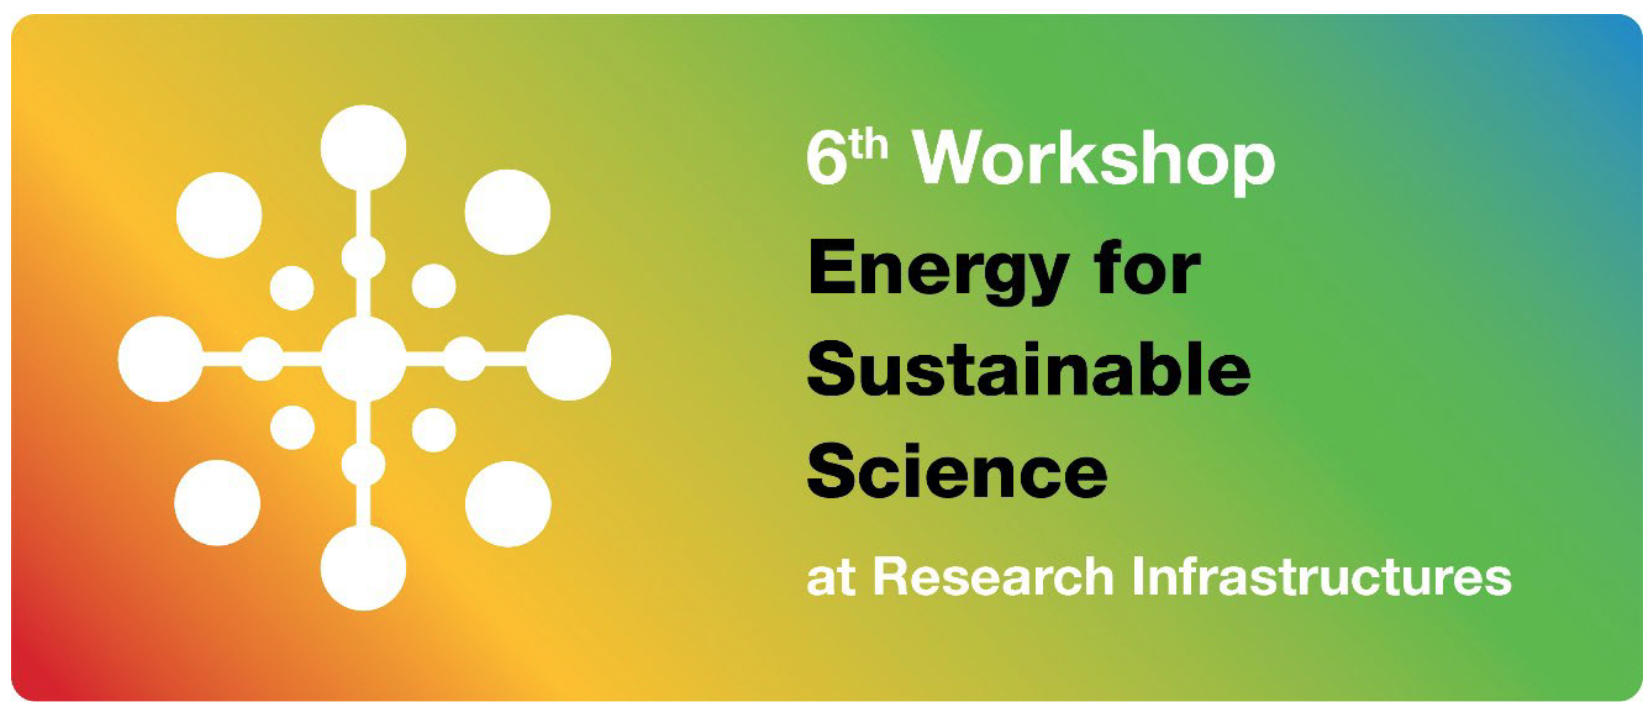 6th Workshop
Energy for
Sustainable
Science
at Research Infrastructures